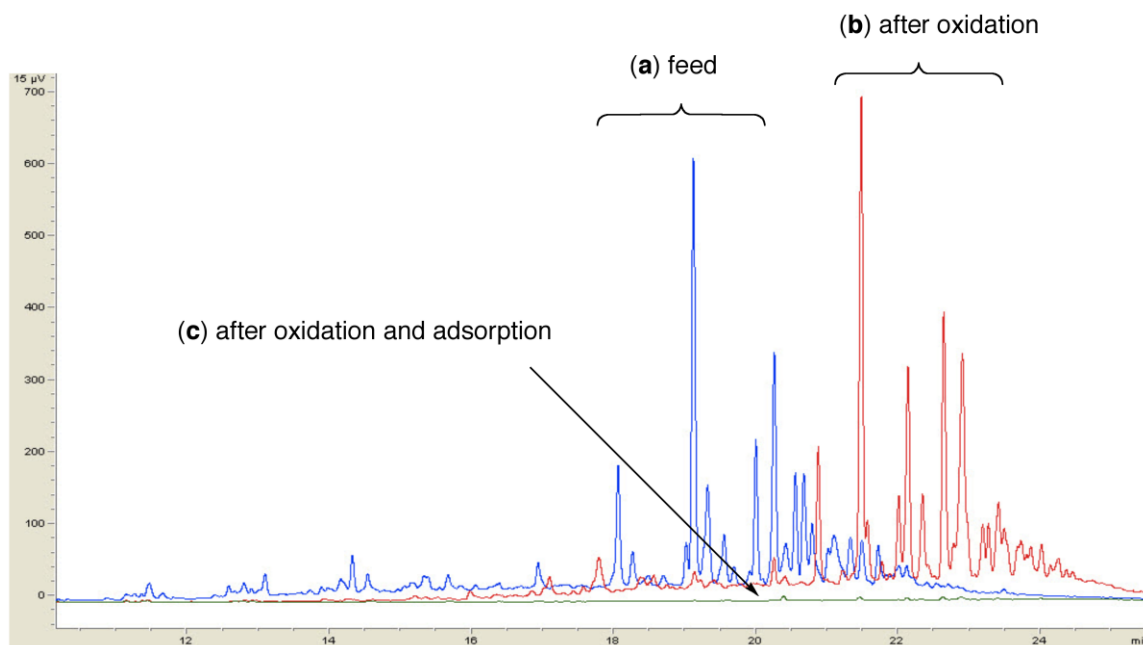 (b) after oxidation
(a) feed
15 µV
700
600
500
400
(c) after oxidation and adsorption
300
200
100
0
12 14 16 18 20 22 24 mi